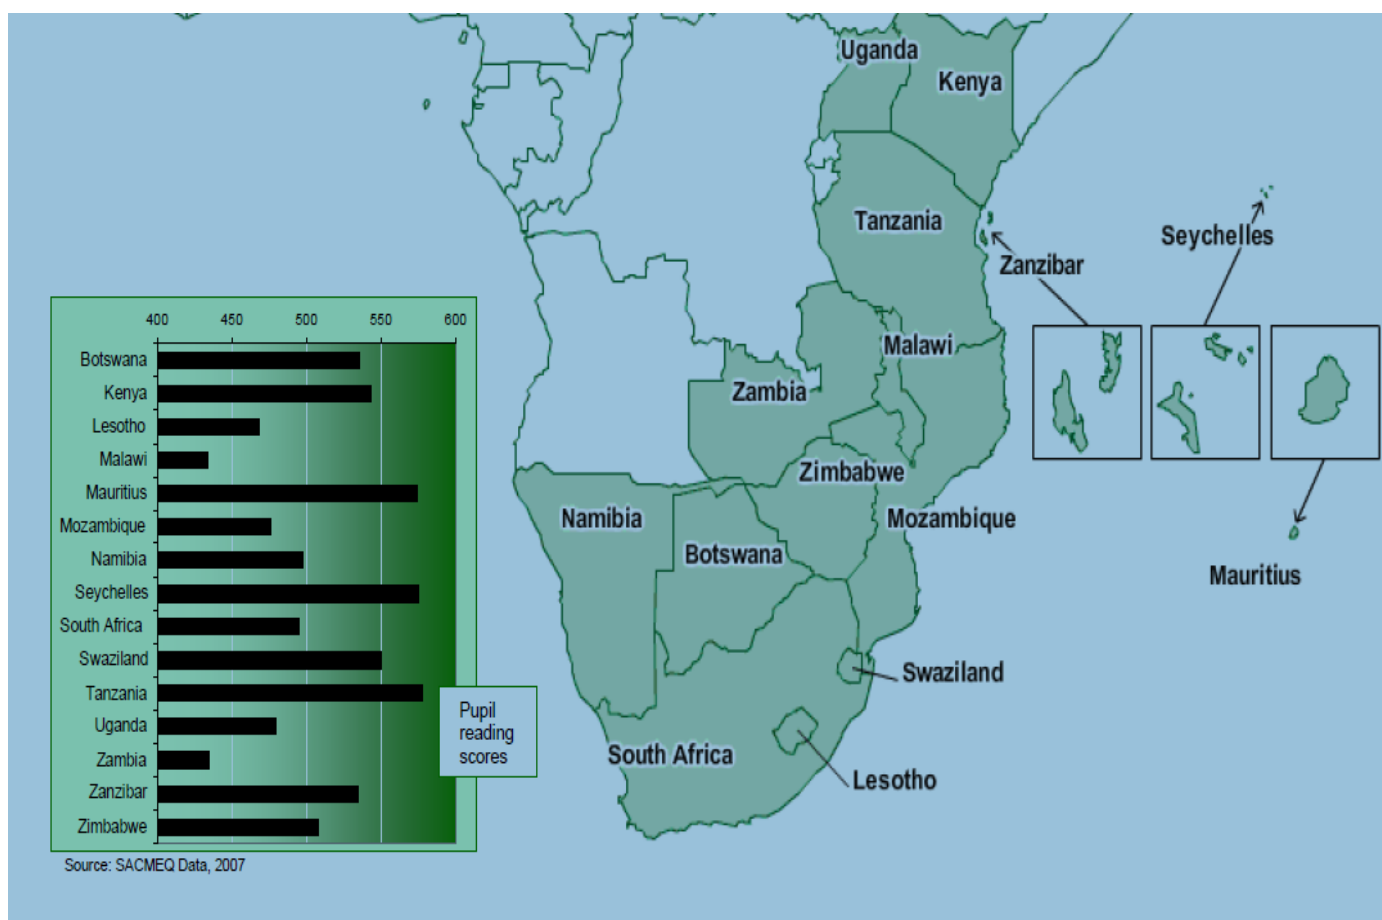 Uganda
Kenya
Tanzania
Seychelles
Zanzibar
Malawi
Zambia
Zimbabwe
Namibia
Mozambique
Botswana
Mauritius
Swaziland
South Africa
Lesotho
400 450 500 550 600
Botswana
Kenya
Lesotho
Malawi
Mauritius
Mozambique
Namibia
Seychelles
South Africa
Swaziland
Tanzania
Uganda
Zambia
Zanzibar
Zimbabwe
Pupil
reading
scores
Source: SACMEQ Data, 2007